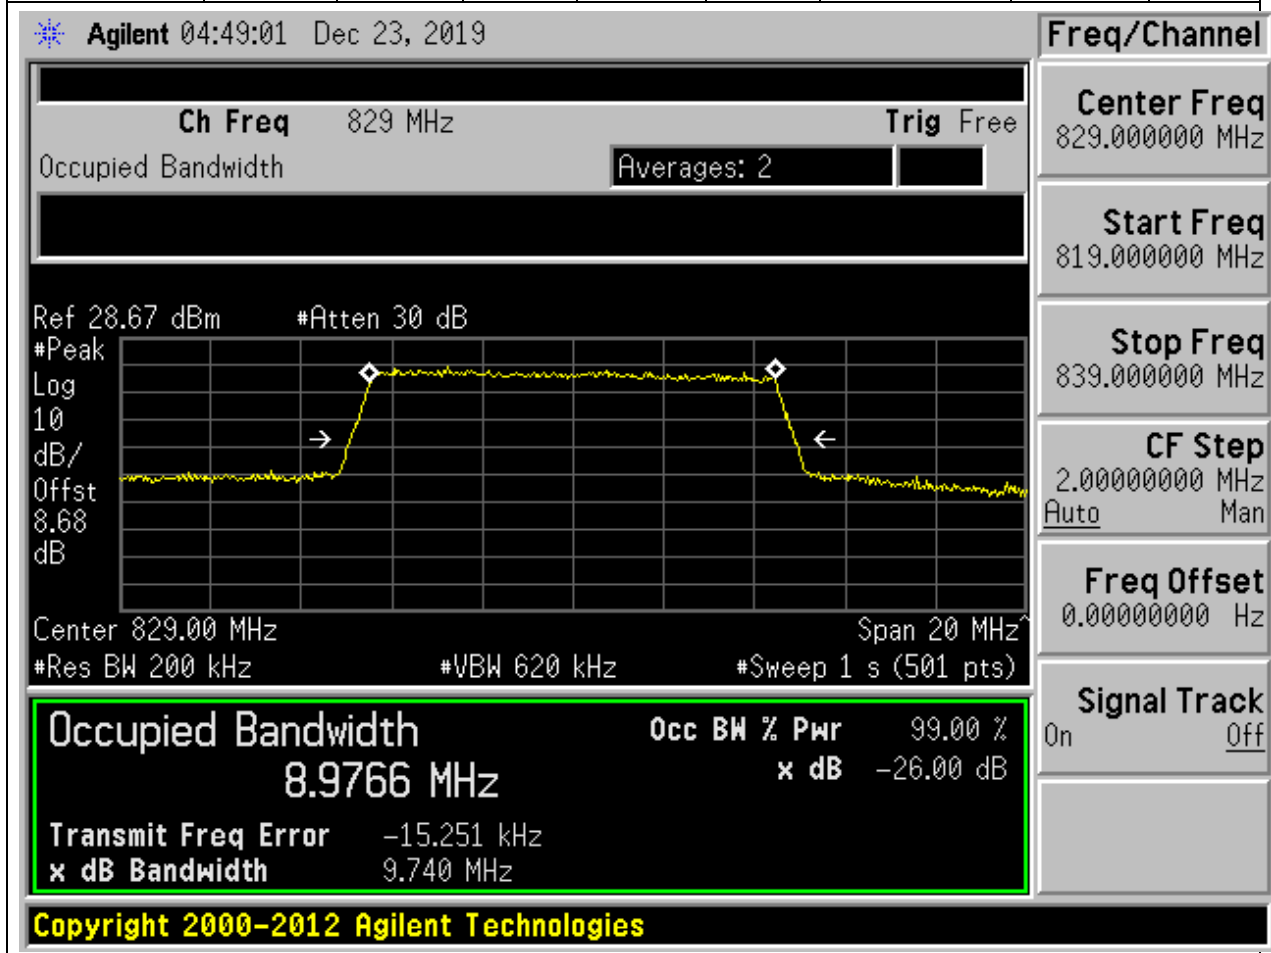 Agilent 04:49:01 Dec 23, 2019
Freq/Channel
Ch Freq 829 MHz Trig Free
Occupied Bandwidth Averages: 2
Center Freq
829.000000 MHz
Start Freq
819.000000 MHz
Stop Freq
839.000000 MHz
CF Step
2.00000000 MHz
Auto Man
Freq Offset
0.00000000 Hz
Signal Track
On Off
Ref 28.67 dBm #Atten 30 dB
#Peak
Log
10
dB/
Offst
8.68
dB
Center 829.00 MHz Span 20 MHz^
#Res BW 200 kHz #VBW 620 kHz #Sweep 1 s (501 pts)
Occupied Bandwidth Occ BW % Pwr 99.00 %
8.9766 MHz x dB -26.00 dB
Transmit Freq Error -15.251 kHz
x dB Bandwidth 9.740 MHz
Copyright 2000-2012 Agilent Technologies